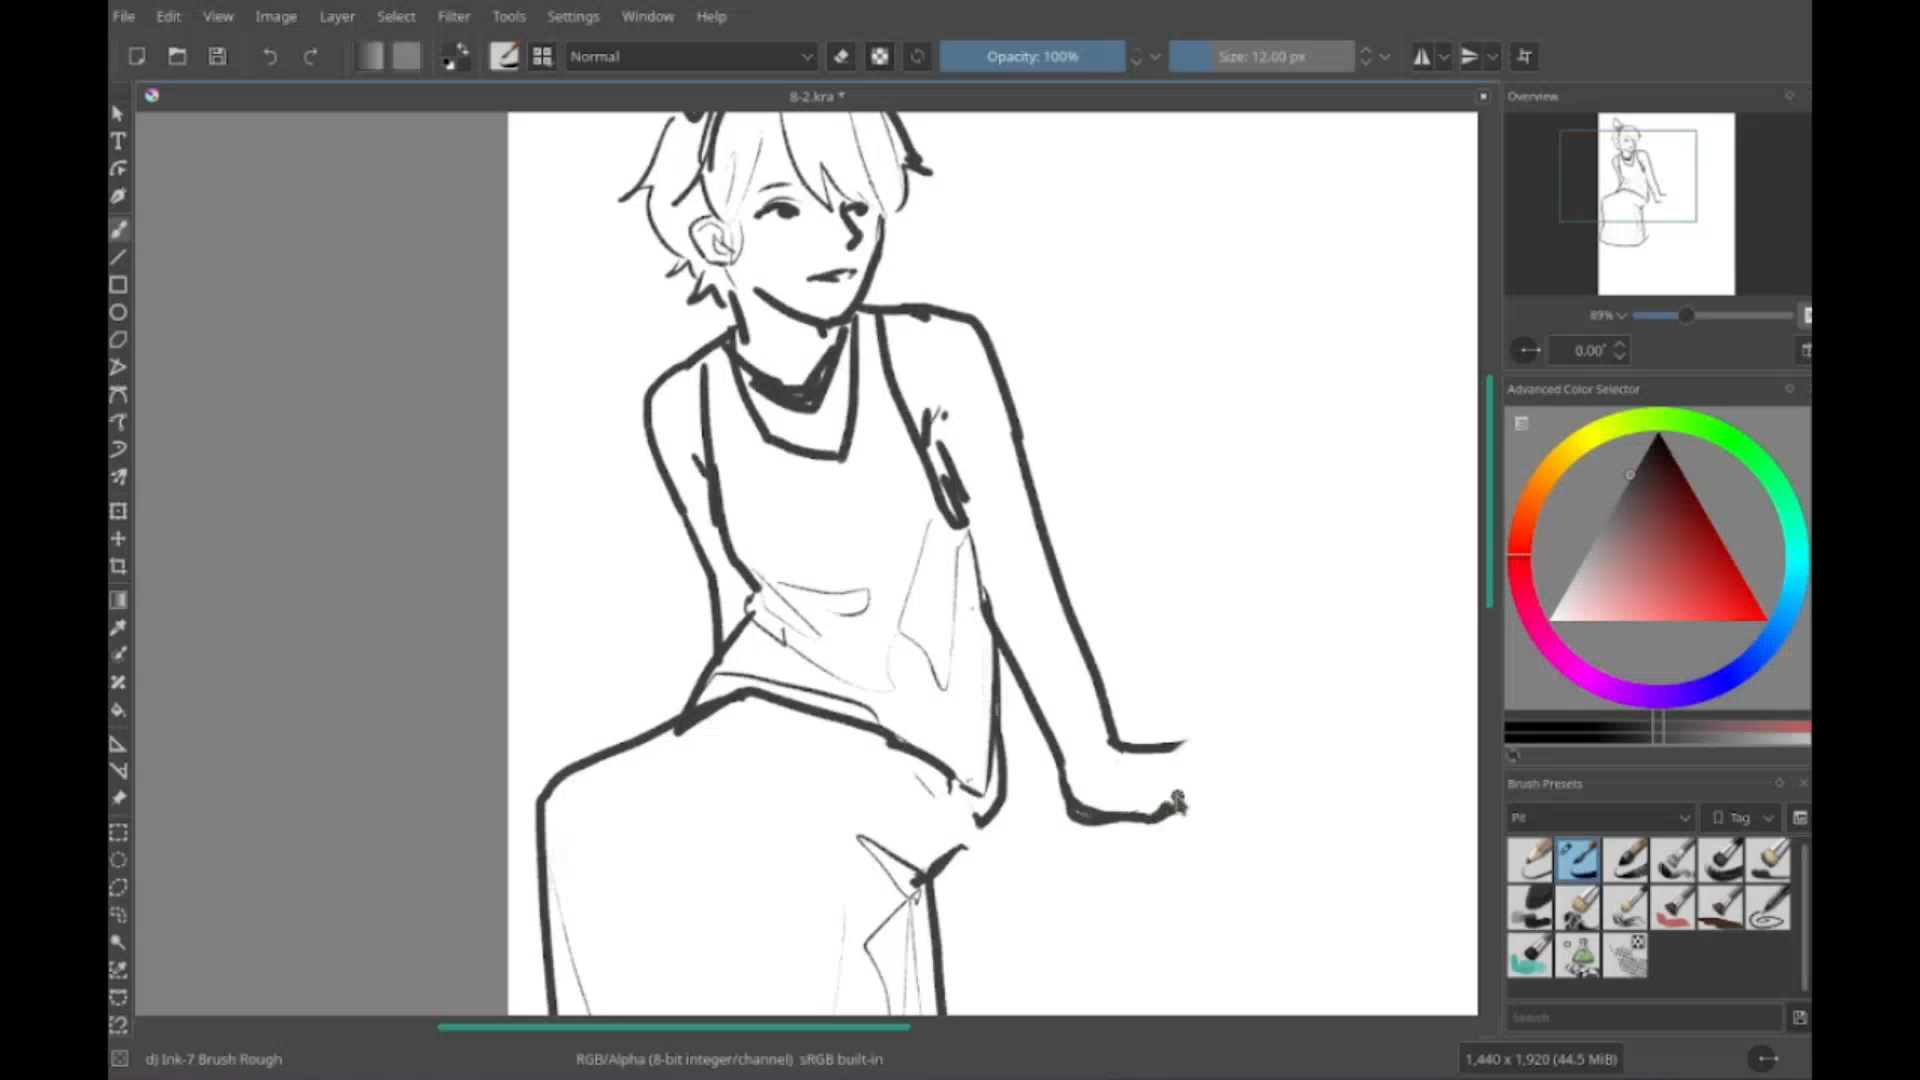 File Edit View Image Layer Select Filter Tools Settings Window Help
Normal Opacity: 100% Size: 12.00 px
8-2.kra *
Overview
89%
0.00°
Advanced Color Selector
Brush Presets
Tag
Search
d) Ink-7 Brush Rough RGB/Alpha (8-bit integer/channel) sRGB built-in 1,440 x 1,920 (44.5 MiB)